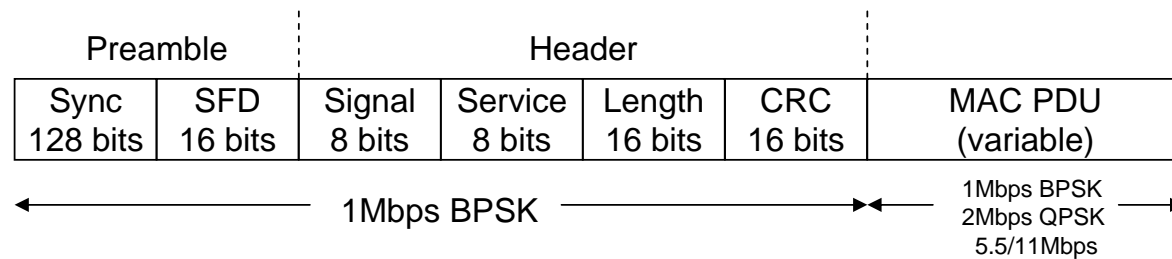 Preamble
Header
Sync
128 bits
SFD
16 bits
Signal
8 bits
Service
8 bits
Length
16 bits
CRC
16 bits
MAC PDU
(variable)
1Mbps BPSK
1Mbps BPSK
2Mbps QPSK
5.5/11Mbps